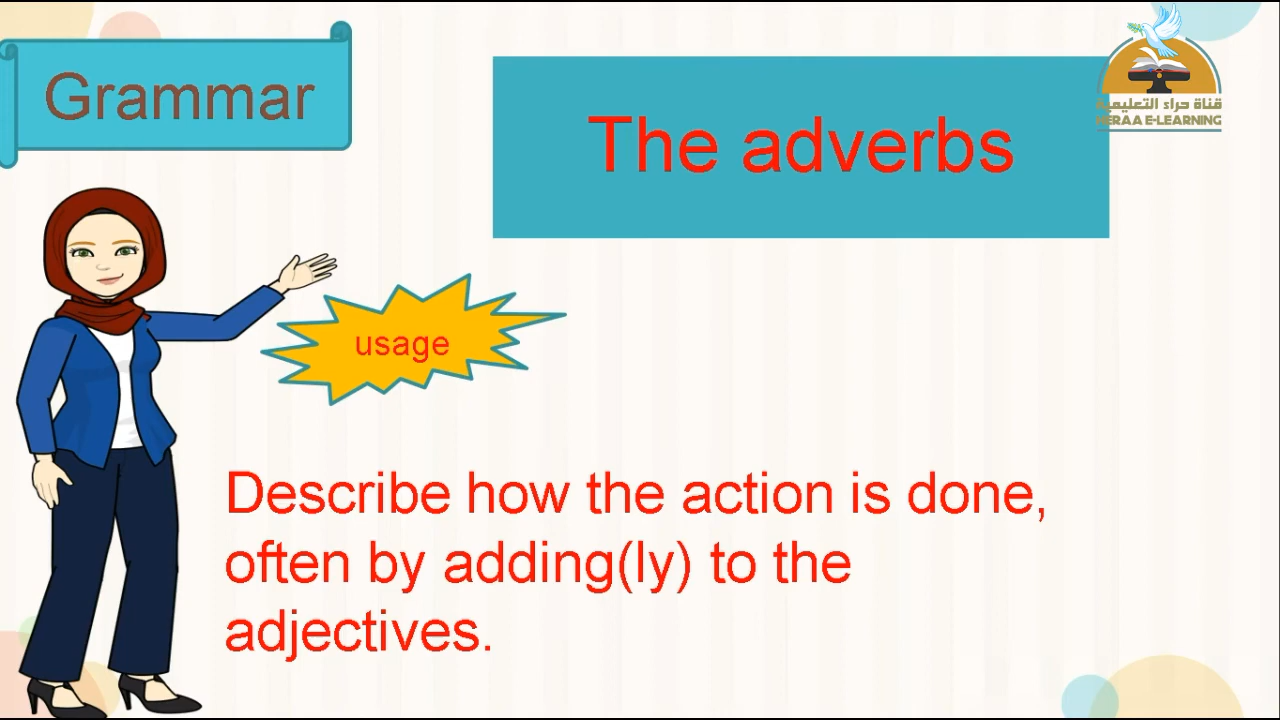 Grammar
The adverbs
قناة حراء التعليمية
HERAA E-LEARNING
usage
Describe how the action is done,
often by adding(ly) to the
adjectives.